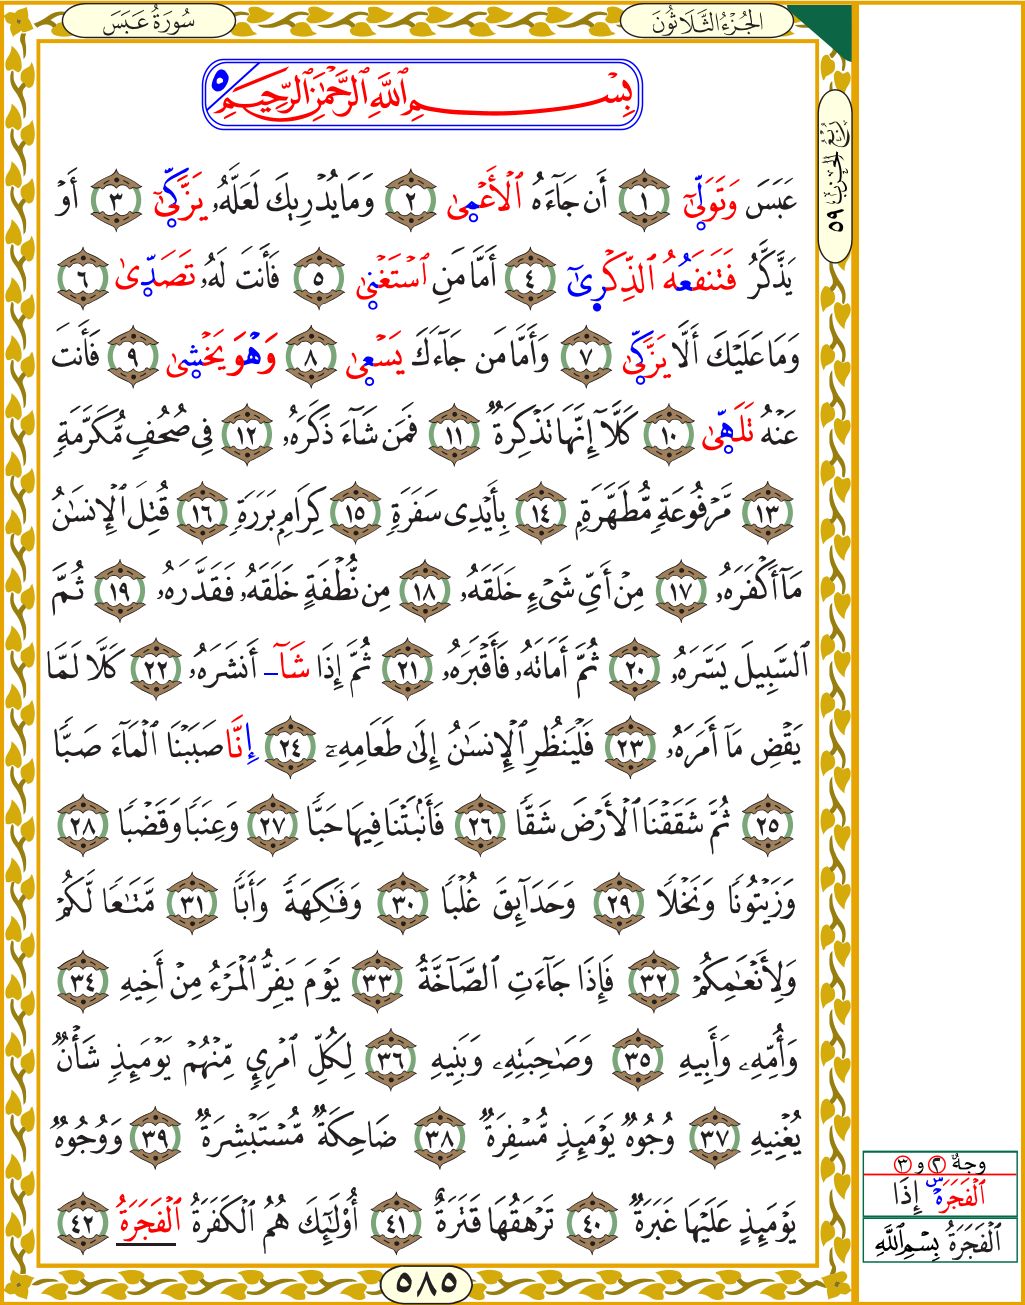 سُورَةُ عَبَسَ
الجُزْءُ الثَّلَاثُونَ
رُبْعُ الحِزْبِ ٥٩
بِسْمِ ٱللَّهِ ٱلرَّحْمَٰنِ ٱلرَّحِيمِ ٥
عَبَسَ وَتَوَلَّىٰٓ ١ أَن جَآءَهُ ٱلْأَعْمِىٰ ٢ وَمَا يُدْرِيكَ لَعَلَّهُۥ يَزَّكِّىٰٓ ٣ أَوْ
يَذَّكَّرُ فَتَنفَعُهُ ٱلذِّكْرِىٰٓ ٤ أَمَّا مَنِ ٱسْتَغْنِىٰ ٥ فَأَنتَ لَهُۥ تَصَدِّىٰ ٦
وَمَا عَلَيْكَ أَلَّا يَزَّكِّىٰ ٧ وَأَمَّا مَن جَآءَكَ يَسْعِىٰ ٨ وَهْوَ يَخْشِىٰ ٩ فَأَنتَ
عَنْهُ تَلَهِّىٰ ١٠ كَلَّآ إِنَّهَا تَذْكِرَةٌ ١١ فَمَن شَآءَ ذَكَرَهُۥ ١٢ فِى صُحُفٍ مُّكَرَّمَةٍ
١٣ مَّرْفُوعَةٍ مُّطَهَّرَةٍۭ ١٤ بِأَيْدِى سَفَرَةٍ ١٥ كِرَامٍۭ بَرَرَةٍ ١٦ قُتِلَ ٱلْإِنسَٰنُ
مَآ أَكْفَرَهُۥ ١٧ مِنْ أَىِّ شَىْءٍ خَلَقَهُۥ ١٨ مِن نُّطْفَةٍ خَلَقَهُۥ فَقَدَّرَهُۥ ١٩ ثُمَّ
ٱلسَّبِيلَ يَسَّرَهُۥ ٢٠ ثُمَّ أَمَاتَهُۥ فَأَقْبَرَهُۥ ٢١ ثُمَّ إِذَا شَآ أَنشَرَهُۥ ٢٢ كَلَّا لَمَّا
يَقْضِ مَآ أَمَرَهُۥ ٢٣ فَلْيَنظُرِ ٱلْإِنسَٰنُ إِلَىٰ طَعَامِهِۦٓ ٢٤ إِنَّا صَبَبْنَا ٱلْمَآءَ صَبًّا
٢٥ ثُمَّ شَقَقْنَا ٱلْأَرْضَ شَقًّا ٢٦ فَأَنۢبَتْنَا فِيهَا حَبًّا ٢٧ وَعِنَبًا وَقَضْبًا ٢٨
وَزَيْتُونًا وَنَخْلًا ٢٩ وَحَدَآئِقَ غُلْبًا ٣٠ وَفَٰكِهَةً وَأَبًّا ٣١ مَّتَٰعًا لَّكُمْ
وَلِأَنْعَٰمِكُمْ ٣٢ فَإِذَا جَآءَتِ ٱلصَّآخَّةُ ٣٣ يَوْمَ يَفِرُّ ٱلْمَرْءُ مِنْ أَخِيهِ ٣٤
وَأُمِّهِۦ وَأَبِيهِ ٣٥ وَصَٰحِبَتِهِۦ وَبَنِيهِ ٣٦ لِكُلِّ ٱمْرِئٍ مِّنْهُمْ يَوْمَئِذٍ شَأْنٌ
يُغْنِيهِ ٣٧ وُجُوهٌ يَوْمَئِذٍ مُّسْفِرَةٌ ٣٨ ضَاحِكَةٌ مُّسْتَبْشِرَةٌ ٣٩ وَوُجُوهٌ
يَوْمَئِذٍ عَلَيْهَا غَبَرَةٌ ٤٠ تَرْهَقُهَا قَتَرَةٌ ٤١ أُو۟لَٰٓئِكَ هُمُ ٱلْكَفَرَةُ ٱلْفَجَرَةُ ٤٢
٥٨٥
وجهٌ ٢ و ٣
ٱلْفَجَرَةُس إِذَا
ٱلْفَجَرَةُ بِسْمِ ٱللَّهِ